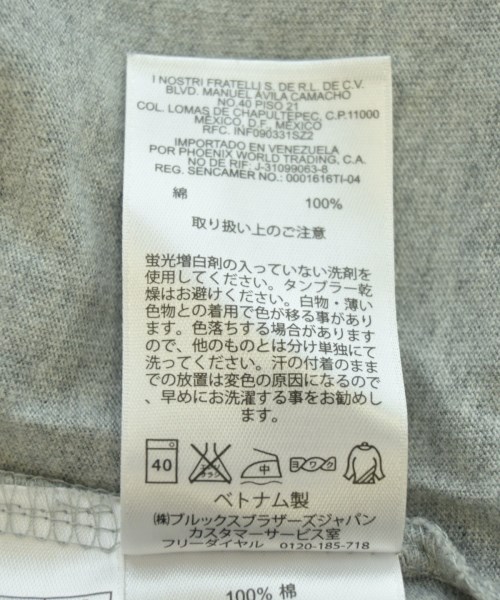 I NOSTRI FRATELLI S. DE R.L. DE C.V.
BLVD. MANUEL AVILA CAMACHO
NO.40 PISO 21
COL. LOMAS DE CHAPULTEPEC, C.P.11000
MEXICO, D.F. MEXICO
RFC. INF090331SZ2
IMPORTADO EN VENEZUELA
POR PHOENIX WORLD TRADING, C.A.
NO DE RIF. J-31099063-8
REG. SENCAMER NO.: 0001616TI-04
綿 100%
取り扱い上のご注意
蛍光増白剤の入っていない洗剤を
使用してください。タンブラー乾
燥はお避けください。白物・薄い
色物との着用で色が移る事があり
ます。色落ちする場合があります
ので、他のものとは分け単独にて
洗ってください。汗の付着のまま
での放置は変色の原因になるので
、早めにお洗濯する事をお勧めし
ます。
40 エンソサラシ 中 ヨワク
ベトナム製
㈱ブルックスブラザーズジャパン
カスタマーサービス室
フリーダイヤル 0120-185-718
100% 棉